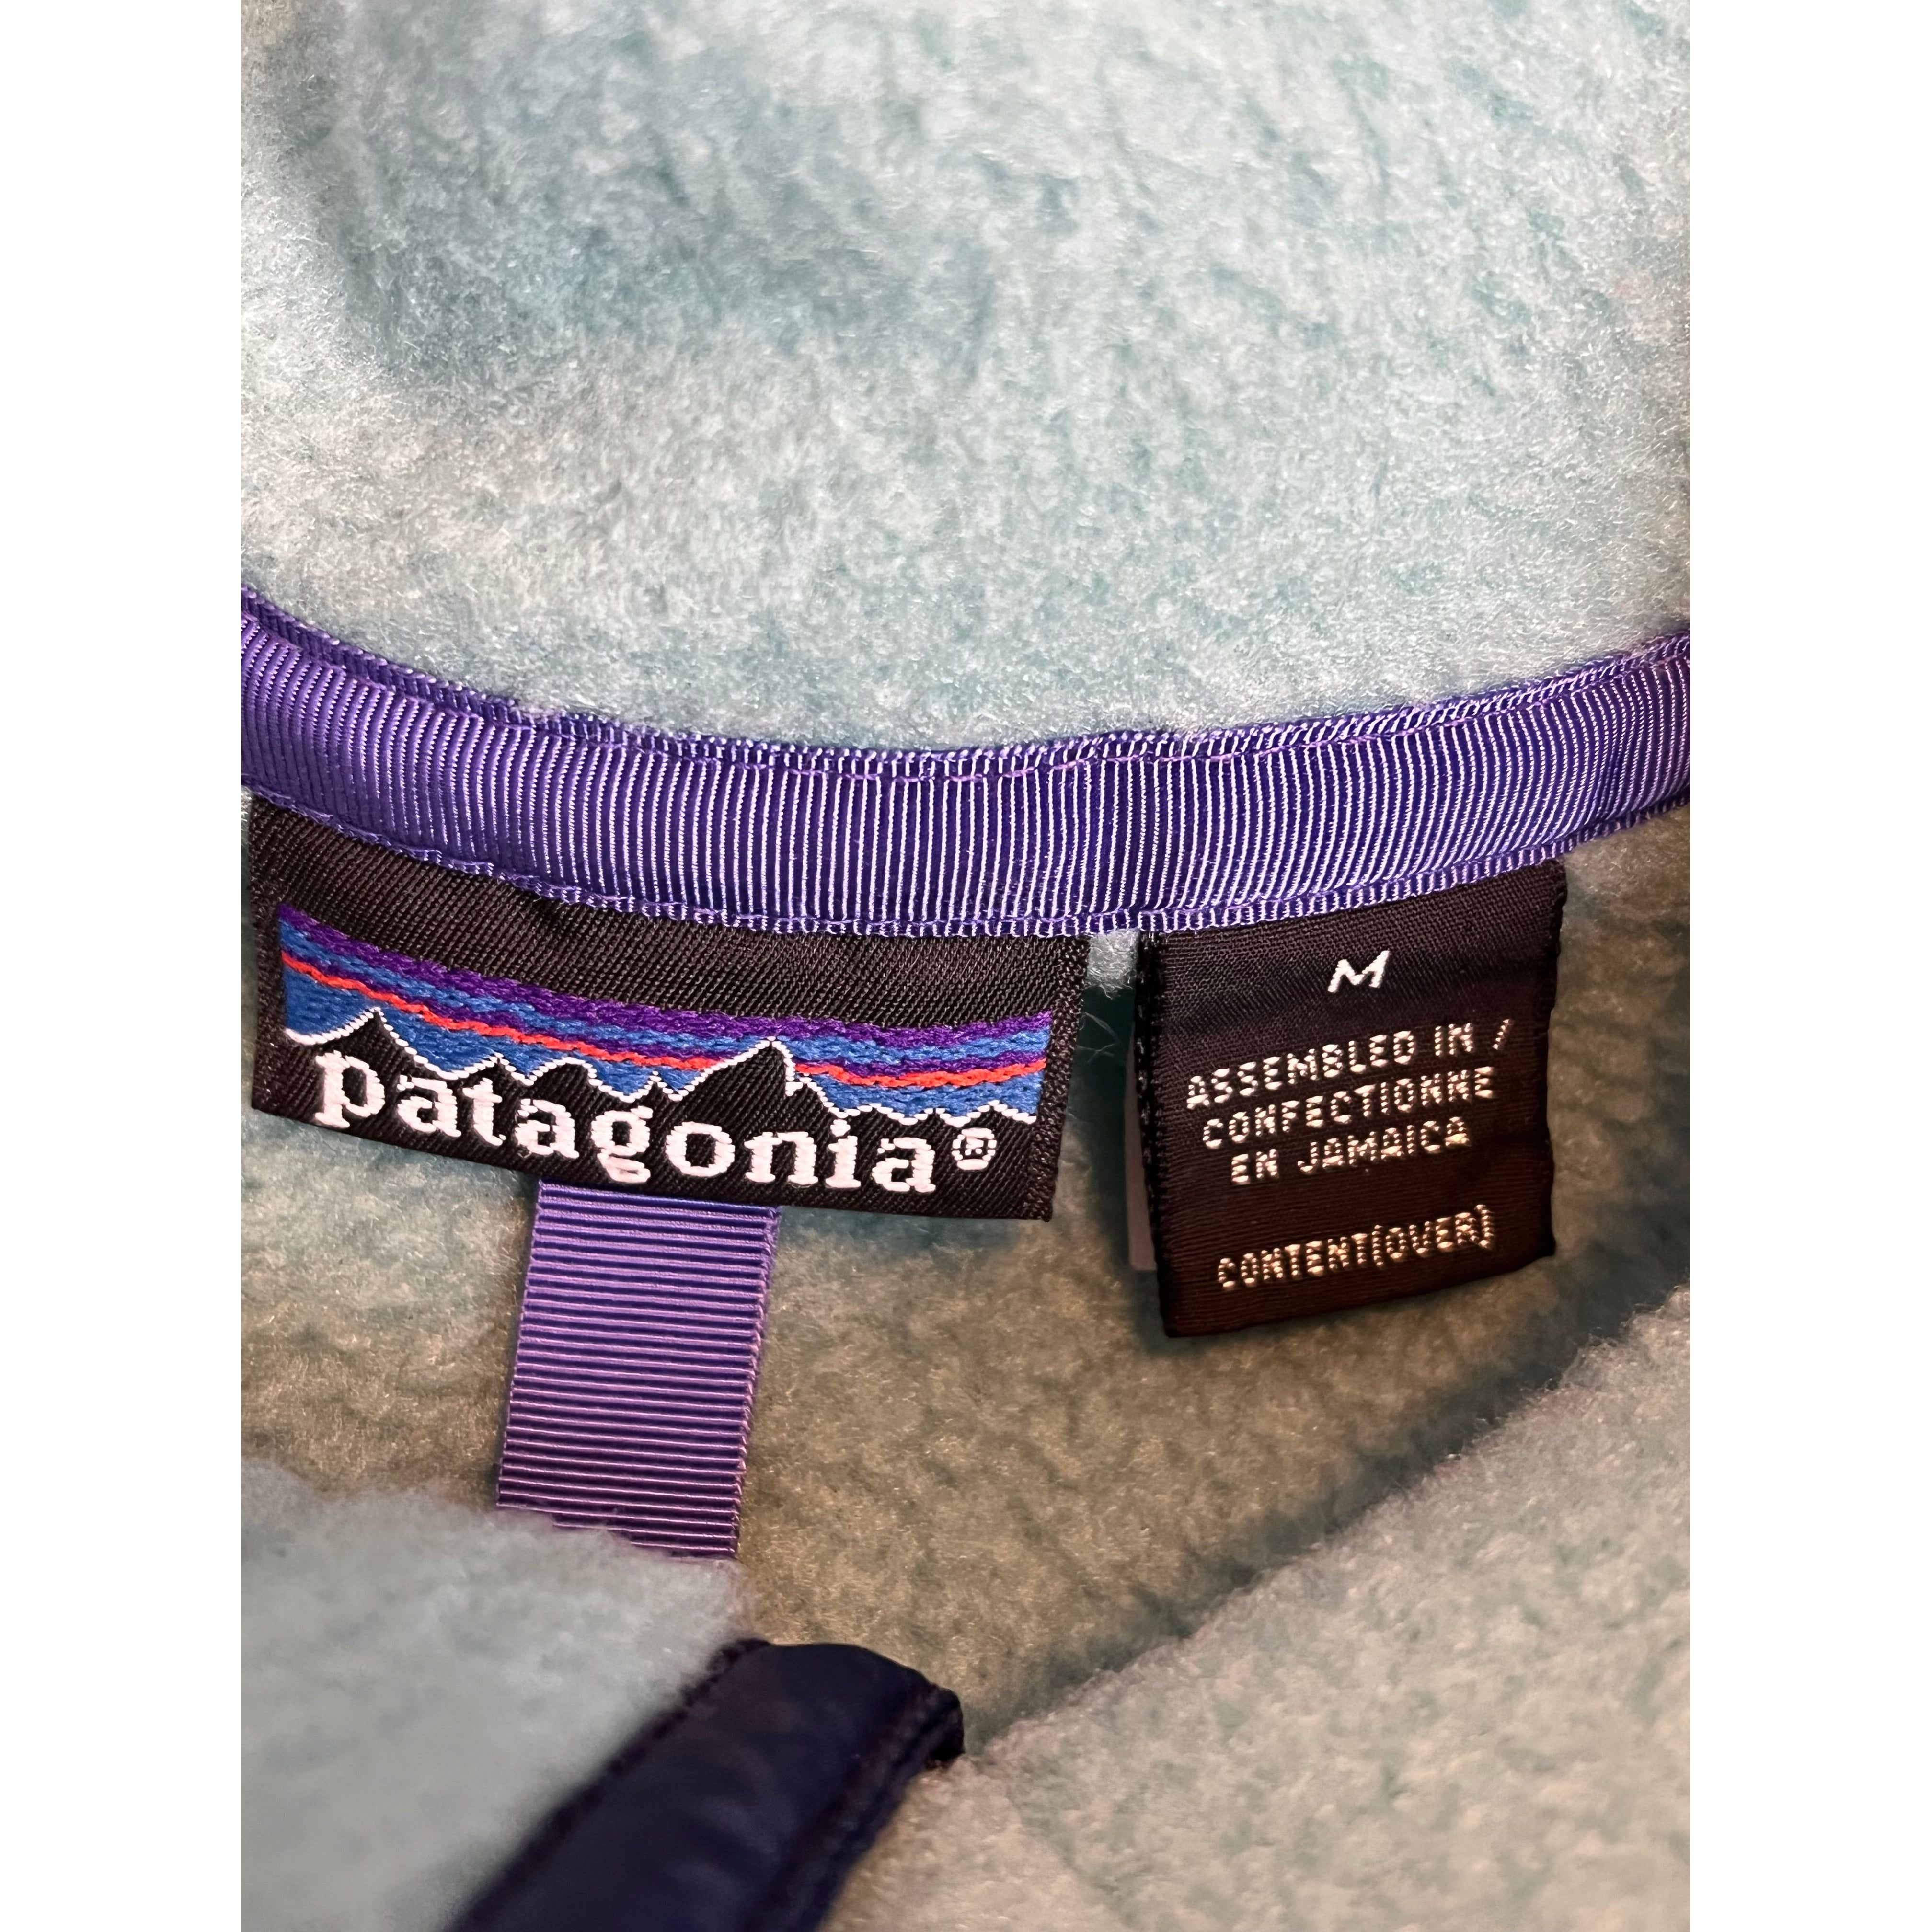 patagonia®
M
ASSEMBLED IN /
CONFECTIONNE
EN JAMAICA
CONTENT(OVER)